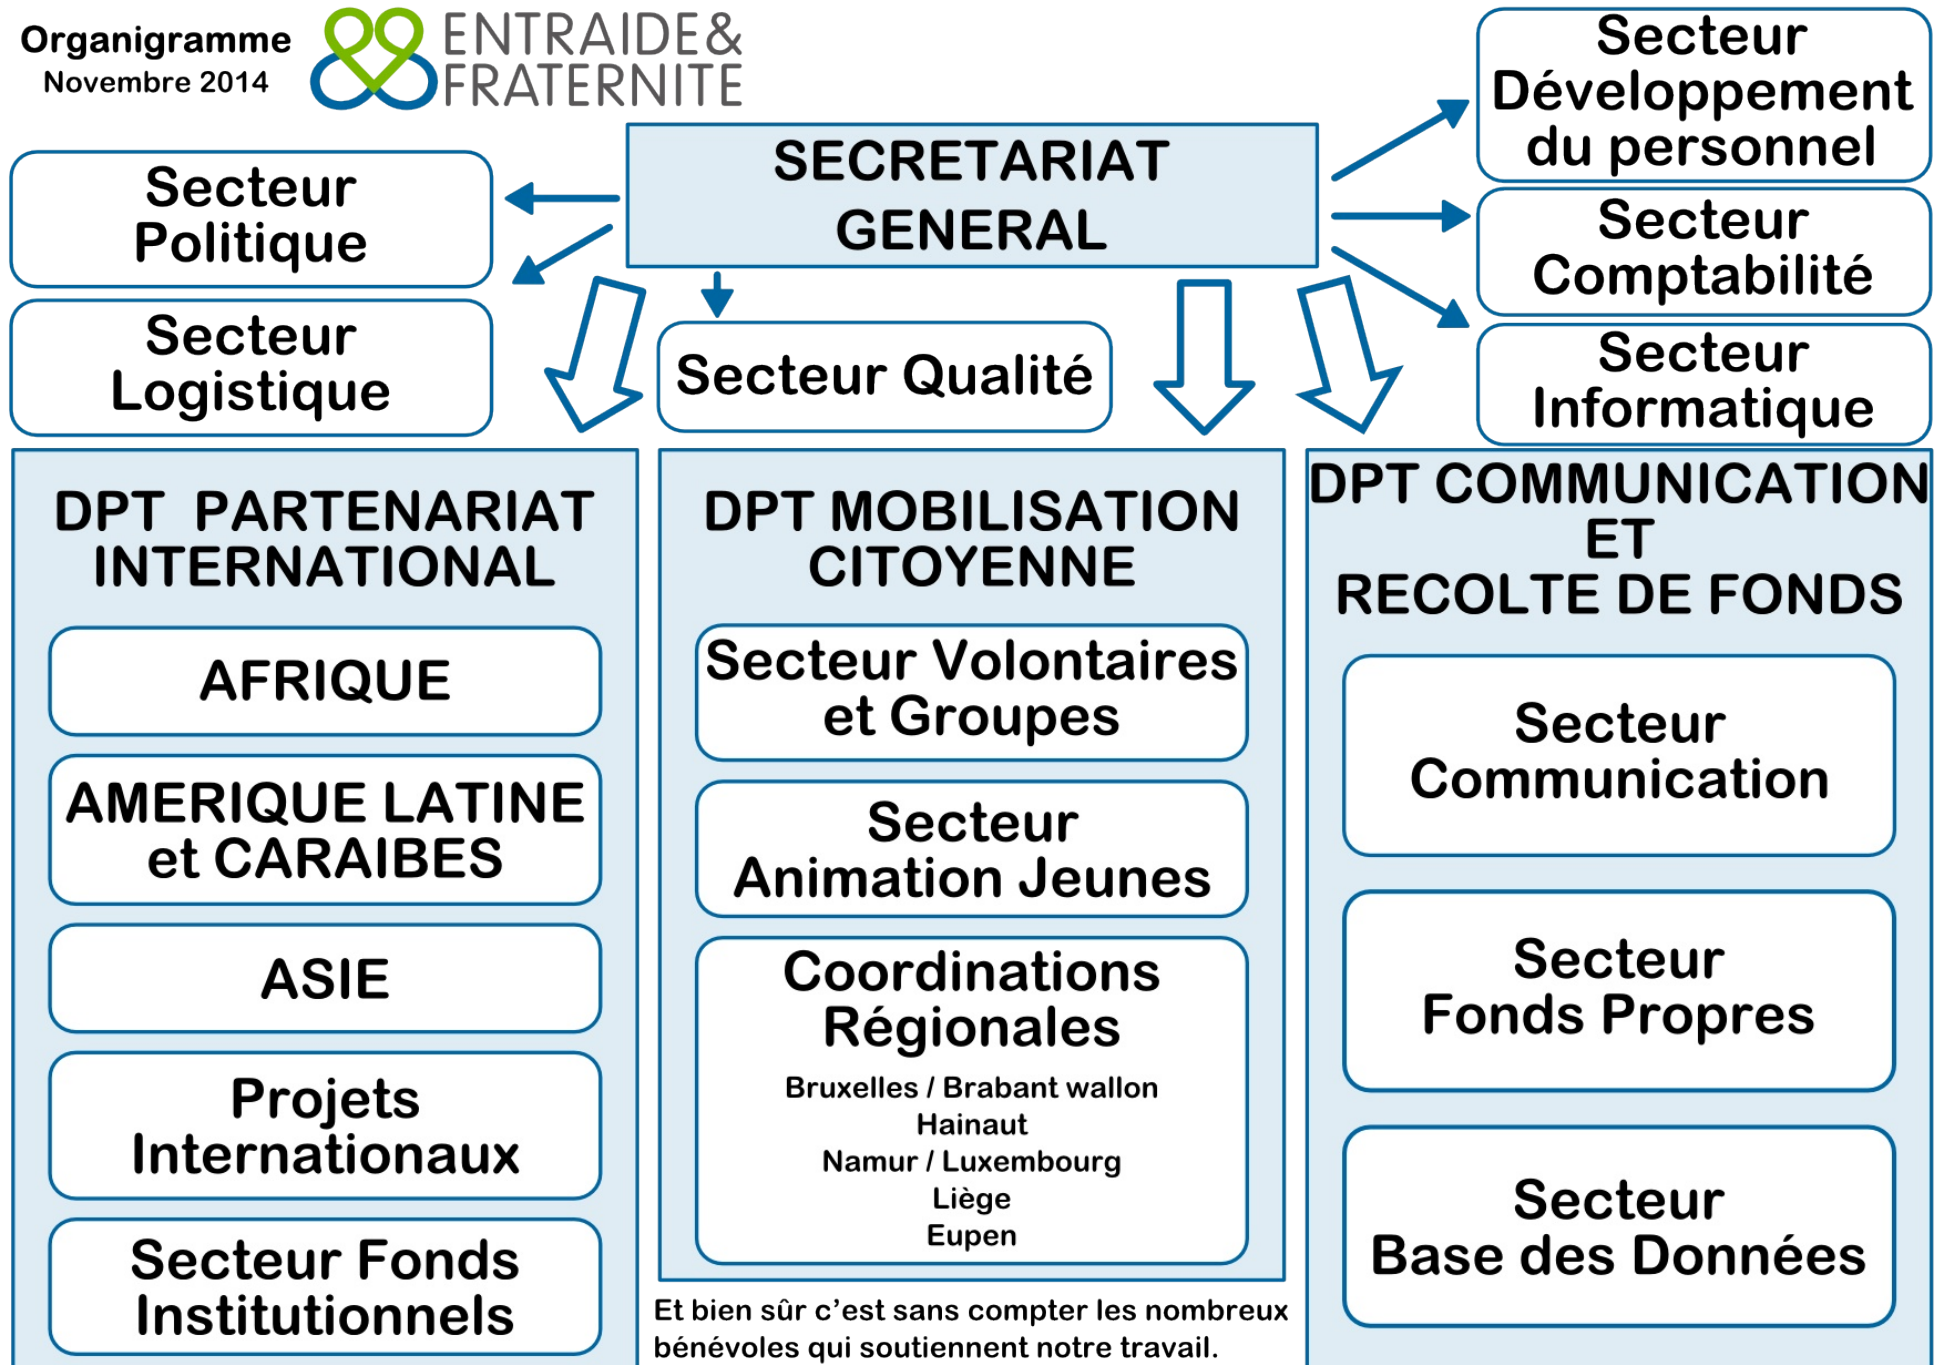 Organigramme
Novembre 2014
ENTRAIDE&
FRATERNITE
SECRETARIAT
GENERAL
Secteur
Politique
Secteur
Logistique
Secteur Qualité
Secteur
Développement
du personnel
Secteur
Comptabilité
Secteur
Informatique
DPT PARTENARIAT
INTERNATIONAL
AFRIQUE
AMERIQUE LATINE
et CARAIBES
ASIE
Projets
Internationaux
Secteur Fonds
Institutionnels
DPT MOBILISATION
CITOYENNE
Secteur Volontaires
et Groupes
Secteur
Animation Jeunes
Coordinations
Régionales
Bruxelles / Brabant wallon
Hainaut
Namur / Luxembourg
Liège
Eupen
Et bien sûr c’est sans compter les nombreux
bénévoles qui soutiennent notre travail.
DPT COMMUNICATION
ET
RECOLTE DE FONDS
Secteur
Communication
Secteur
Fonds Propres
Secteur
Base des Données